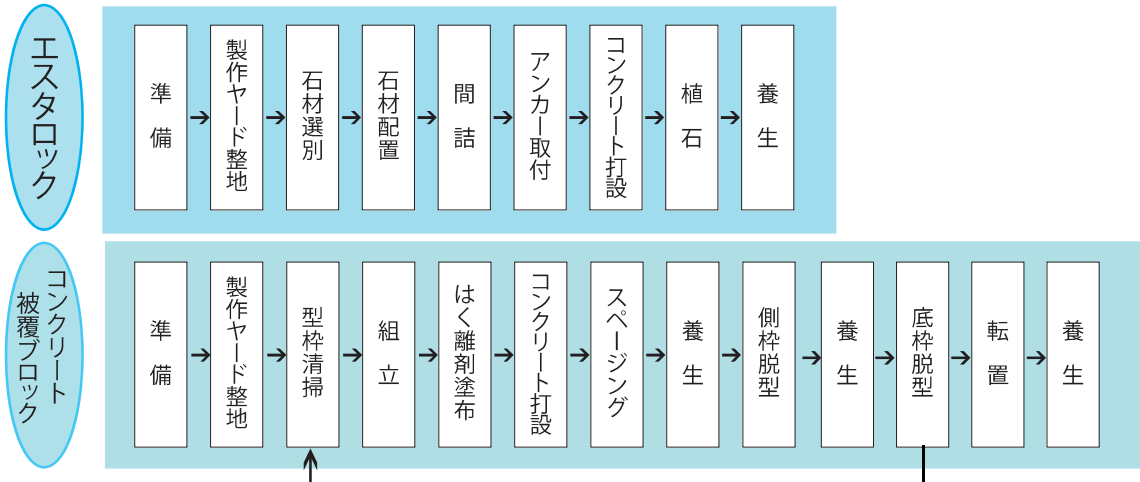 エスタロック
準備
製作ヤード整地
石材選別
石材配置
間詰
アンカー取付
コンクリート打設
植石
養生
コンクリート
被覆ブロック
準備
製作ヤード整地
型枠清掃
組立
はく離剤塗布
コンクリート打設
スページング
養生
側枠脱型
養生
底枠脱型
転置
養生